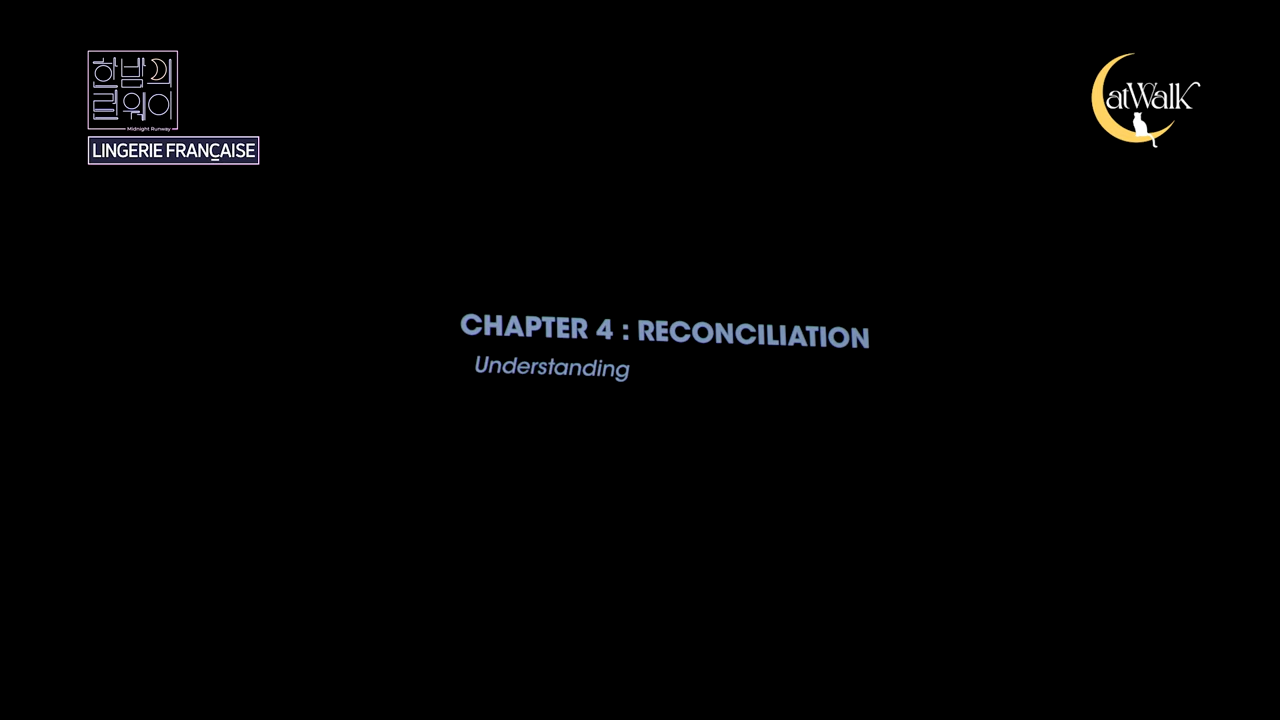 한밤의
런웨이
Midnight Runway
LINGERIE FRANÇAISE
CatWalk
CHAPTER 4 : RECONCILIATION
Understanding